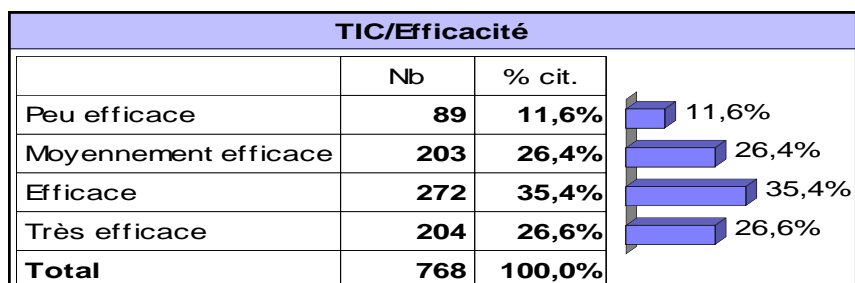 TIC/Efficacité
Nb % cit.
Peu efficace 89 11,6% 11,6%
Moyennement efficace 203 26,4% 26,4%
Efficace 272 35,4% 35,4%
Très efficace 204 26,6% 26,6%
Total 768 100,0%